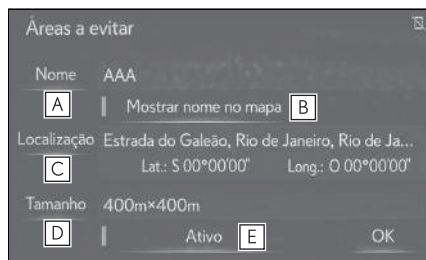 Áreas a evitar
Nome AAA
A Mostrar nome no mapa B
Localização Estrada do Galeão, Rio de Janeiro, Rio de Ja...
C Lat.: S 00°00'00" Long.: O 00°00'00"
Tamanho 400m×400m
D Ativo E OK